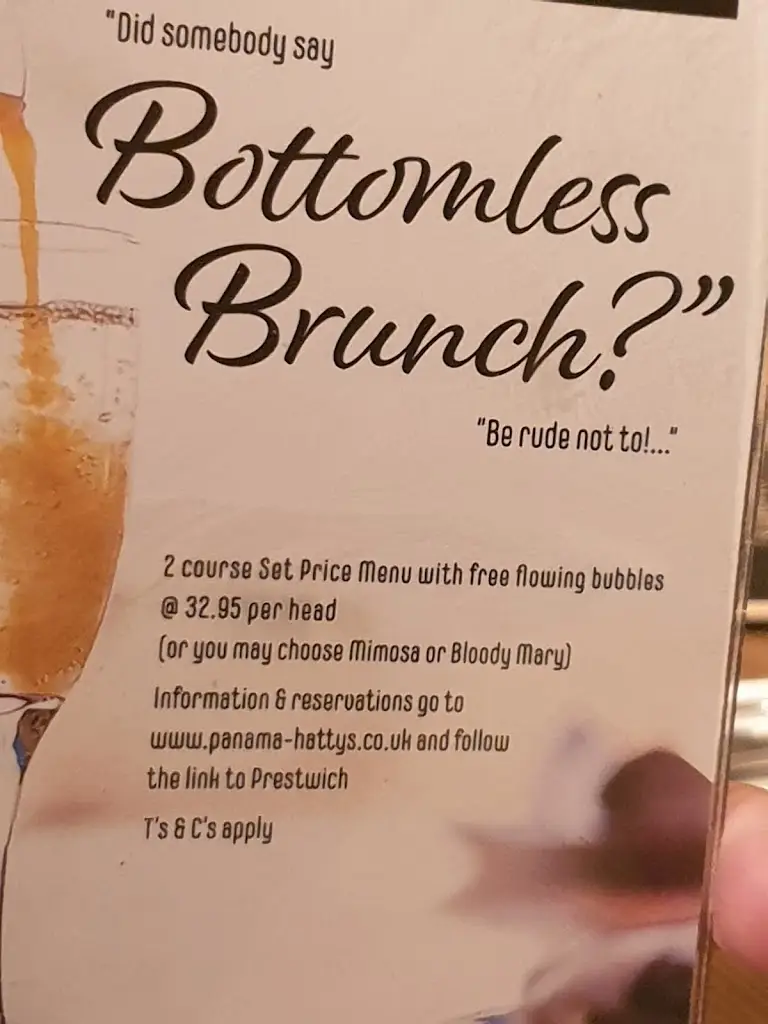 "Did somebody say
Bottomless
Brunch?"
"Be rude not to!..."
2 course Set Price Menu with free flowing bubbles
@ 32.95 per head
(or you may choose Mimosa or Bloody Mary)
Information & reservations go to
www.panama-hattys.co.uk and follow
the link to Prestwich
T's & C's apply